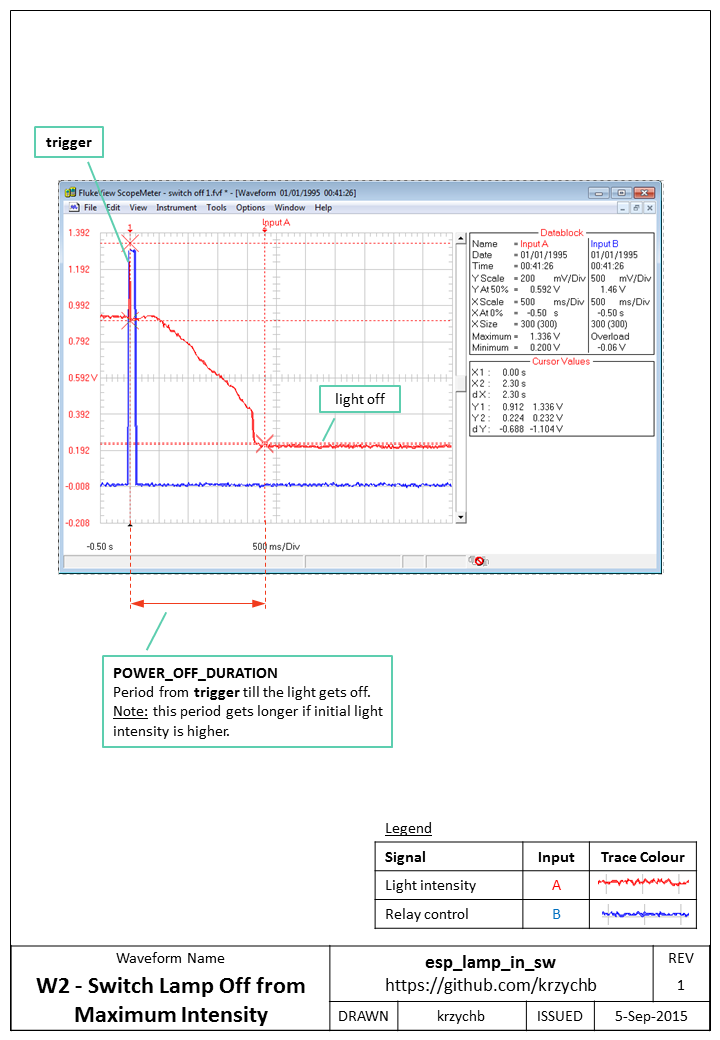 trigger
FlukeView ScopeMeter - switch off 1.fvf * - [Waveform 01/01/1995 00:41:26]
File Edit View Instrument Tools Options Window Help
Input A
1
1.392
1.192
0.992
0.792
0.592 V
0.392
0.192
-0.008
-0.208
-0.50 s
500 ms/Div
light off
Datablock
Name = Input A Input B
Date = 01/01/1995 01/01/1995
Time = 00:41:26 00:41:26
Y Scale = 200 mV/Div 500 mV/Div
Y At 50% = 0.592 V 1.46 V
X Scale = 500 ms/Div 500 ms/Div
X At 0% = -0.50 s -0.50 s
X Size = 300 (300) 300 (300)
Maximum = 1.336 V Overload
Minimum = 0.200 V -0.06 V
Cursor Values
X1 : 0.00 s
X2 : 2.30 s
dX : 2.30 s
Y1 : 0.912 1.336 V
Y2 : 0.224 0.232 V
dY : -0.688 -1.104 V
POWER_OFF_DURATION
Period from trigger till the light gets off.
Note: this period gets longer if initial light
intensity is higher.
Legend
Signal Input Trace Colour
Light intensity A
Relay control B
Waveform Name
W2 - Switch Lamp Off from
Maximum Intensity
esp_lamp_in_sw
https://github.com/krzychb
REV
1
DRAWN krzychb ISSUED 5-Sep-2015